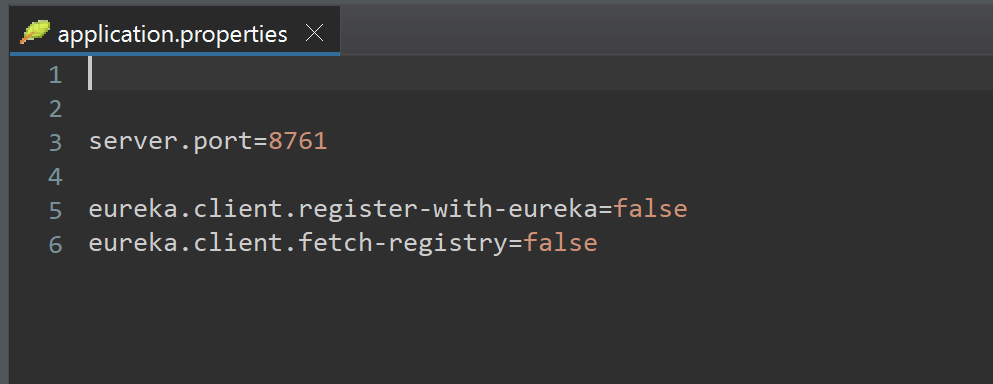 application.properties
1
2
3 server.port=8761
4
5 eureka.client.register-with-eureka=false
6 eureka.client.fetch-registry=false